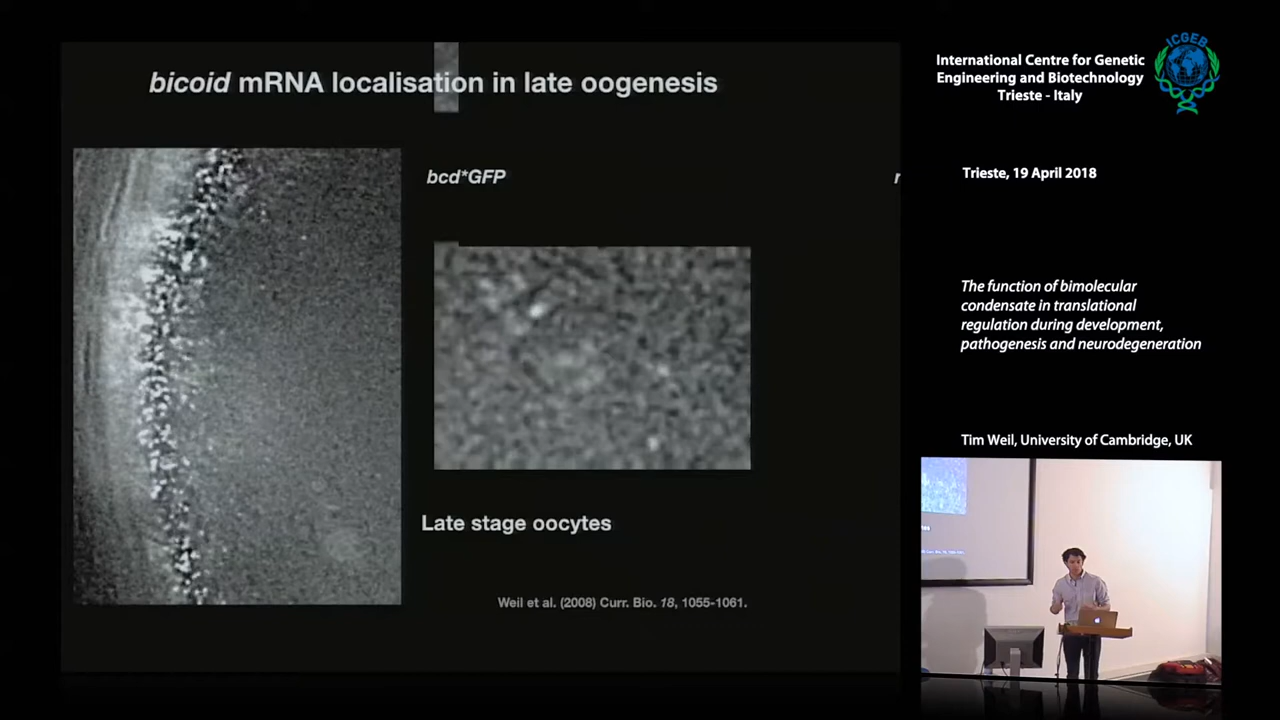 bicoid mRNA localisation in late oogenesis
bcd*GFP
Late stage oocytes
Weil et al. (2008) Curr. Bio. 18, 1055-1061.
International Centre for Genetic
Engineering and Biotechnology
Trieste - Italy
ICGEB
Trieste, 19 April 2018
The function of bimolecular
condensate in translational
regulation during development,
pathogenesis and neurodegeneration
Tim Weil, University of Cambridge, UK